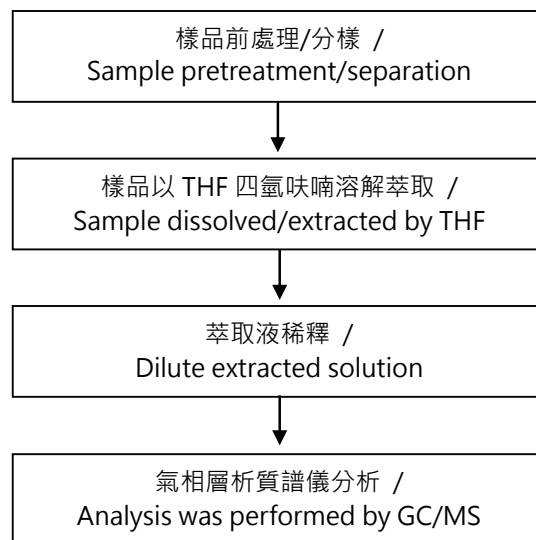 樣品前處理/分樣 /
Sample pretreatment/separation
樣品以 THF 四氫呋喃溶解萃取 /
Sample dissolved/extracted by THF
萃取液稀釋 /
Dilute extracted solution
氣相層析質譜儀分析 /
Analysis was performed by GC/MS